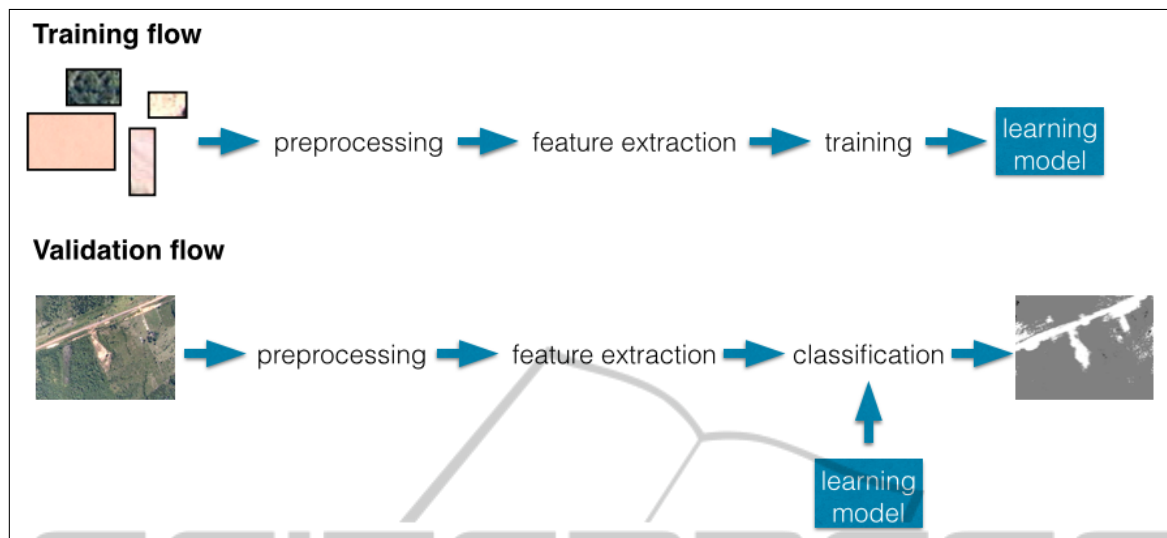 Training flow
preprocessing feature extraction training learning model
Validation flow
preprocessing feature extraction classification
learning
model